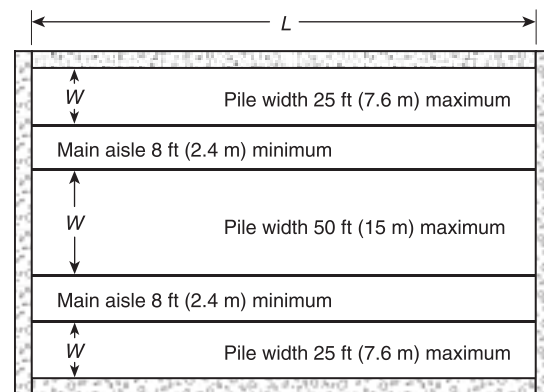 L
W
Pile width 25 ft (7.6 m) maximum
Main aisle 8 ft (2.4 m) minimum
W
Pile width 50 ft (15 m) maximum
Main aisle 8 ft (2.4 m) minimum
W
Pile width 25 ft (7.6 m) maximum